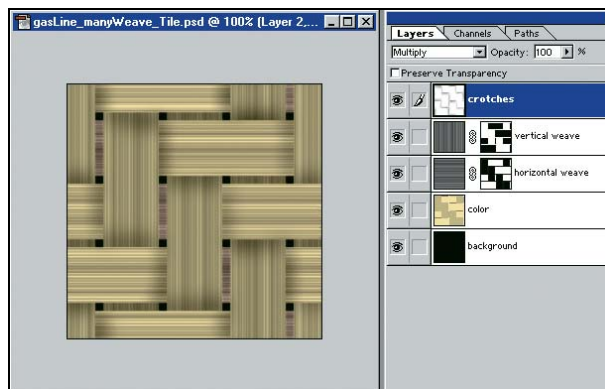 gasLine_manyWeave_Tile.psd @ 100% (Layer 2,...
Layers Channels Paths
Multiply Opacity: 100 %
Preserve Transparency
crotches
vertical weave
horizontal weave
color
background